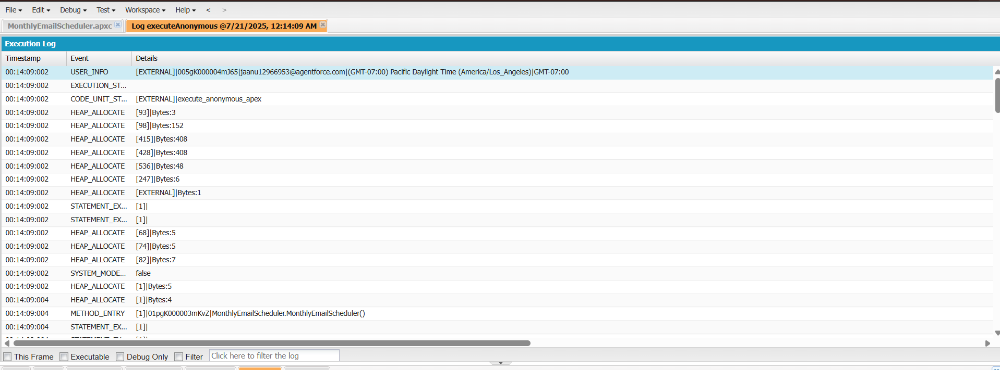 File Edit Debug Test Workspace Help < >
MonthlyEmailScheduler.apxc Log executeAnonymous @7/21/2025, 12:14:09 AM
Execution Log
Timestamp Event Details
00:14:09:002 USER_INFO [EXTERNAL]|005gK000004mJ65|jaanu12966953@agentforce.com|(GMT-07:00) Pacific Daylight Time (America/Los_Angeles)|GMT-07:00
00:14:09:002 EXECUTION_ST...
00:14:09:002 CODE_UNIT_ST... [EXTERNAL]|execute_anonymous_apex
00:14:09:002 HEAP_ALLOCATE [93]|Bytes:3
00:14:09:002 HEAP_ALLOCATE [98]|Bytes:152
00:14:09:002 HEAP_ALLOCATE [415]|Bytes:408
00:14:09:002 HEAP_ALLOCATE [428]|Bytes:408
00:14:09:002 HEAP_ALLOCATE [536]|Bytes:48
00:14:09:002 HEAP_ALLOCATE [247]|Bytes:6
00:14:09:002 HEAP_ALLOCATE [EXTERNAL]|Bytes:1
00:14:09:002 STATEMENT_EX... [1]|
00:14:09:002 STATEMENT_EX... [1]|
00:14:09:002 HEAP_ALLOCATE [68]|Bytes:5
00:14:09:002 HEAP_ALLOCATE [74]|Bytes:5
00:14:09:002 HEAP_ALLOCATE [82]|Bytes:7
00:14:09:002 SYSTEM_MODE... false
00:14:09:002 HEAP_ALLOCATE [1]|Bytes:5
00:14:09:004 HEAP_ALLOCATE [1]|Bytes:4
00:14:09:004 METHOD_ENTRY [1]|01pgK000003mKvZ|MonthlyEmailScheduler.MonthlyEmailScheduler()
00:14:09:004 STATEMENT_EX... [1]|
This Frame Executable Debug Only Filter Click here to filter the log